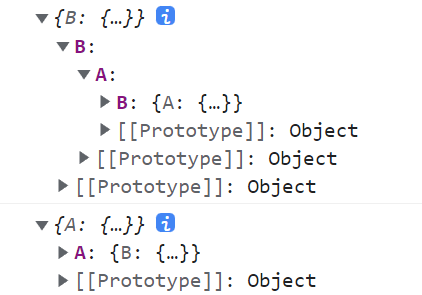 ▼{B: {…}} i
▼B:
▼A:
▶B: {A: {…}}
▶[[Prototype]]: Object
▶[[Prototype]]: Object
▶[[Prototype]]: Object
▼{A: {…}} i
▶A: {B: {…}}
▶[[Prototype]]: Object